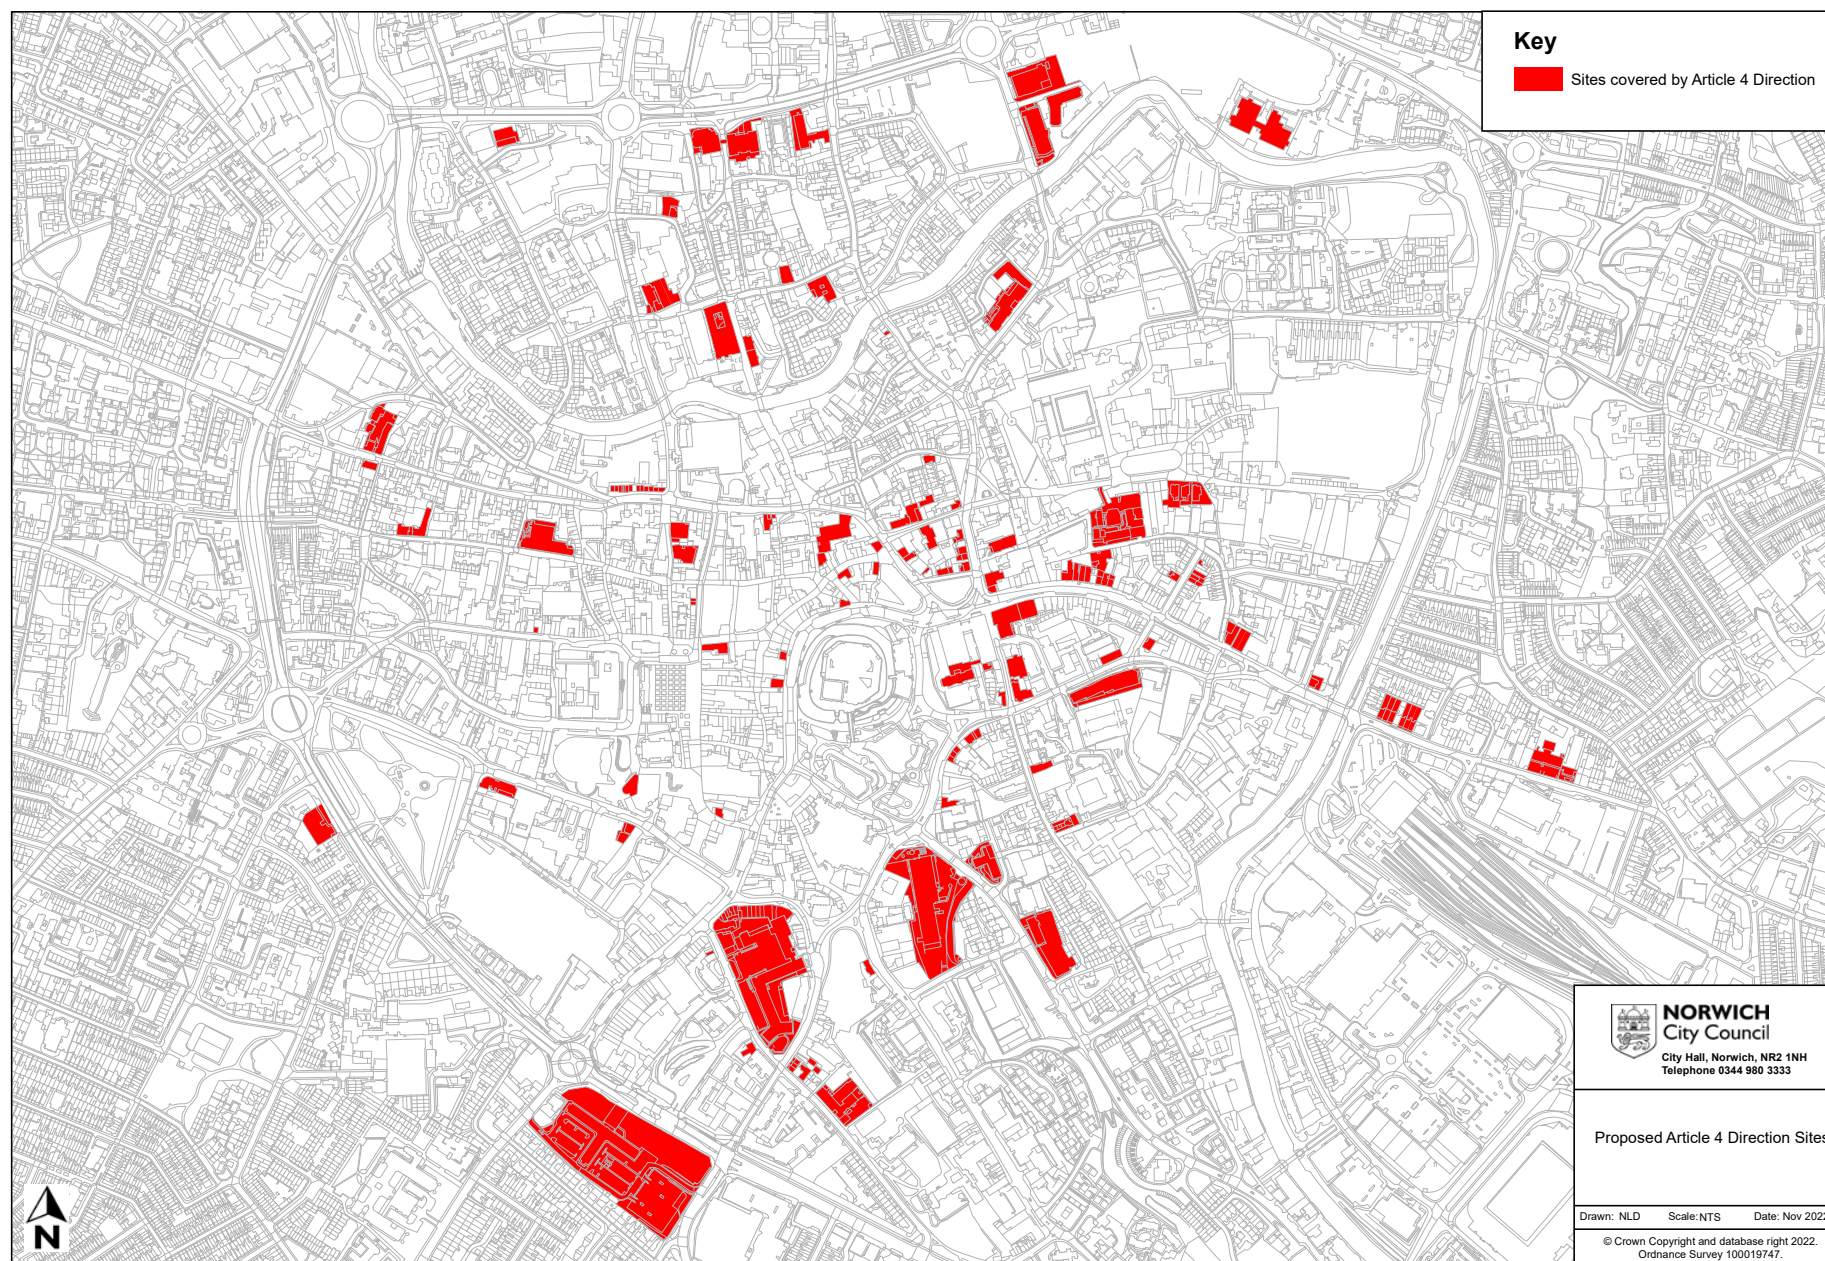 Key
Sites covered by Article 4 Direction
NORWICH
City Council
City Hall, Norwich, NR2 1NH
Telephone 0344 980 3333
Proposed Article 4 Direction Sites
Drawn: NLD Scale: NTS Date: Nov 2022
© Crown Copyright and database right 2022.
Ordnance Survey 100019747.
N